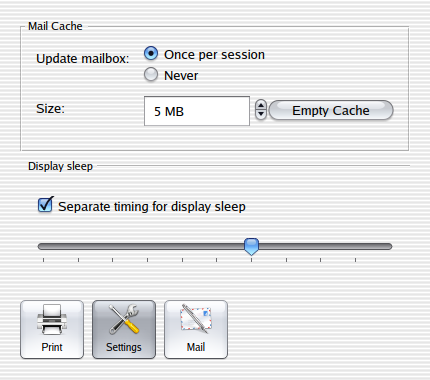 Mail Cache
Update mailbox: Once per session
Never
Size: 5 MB Empty Cache
Display sleep
Separate timing for display sleep
Print Settings Mail